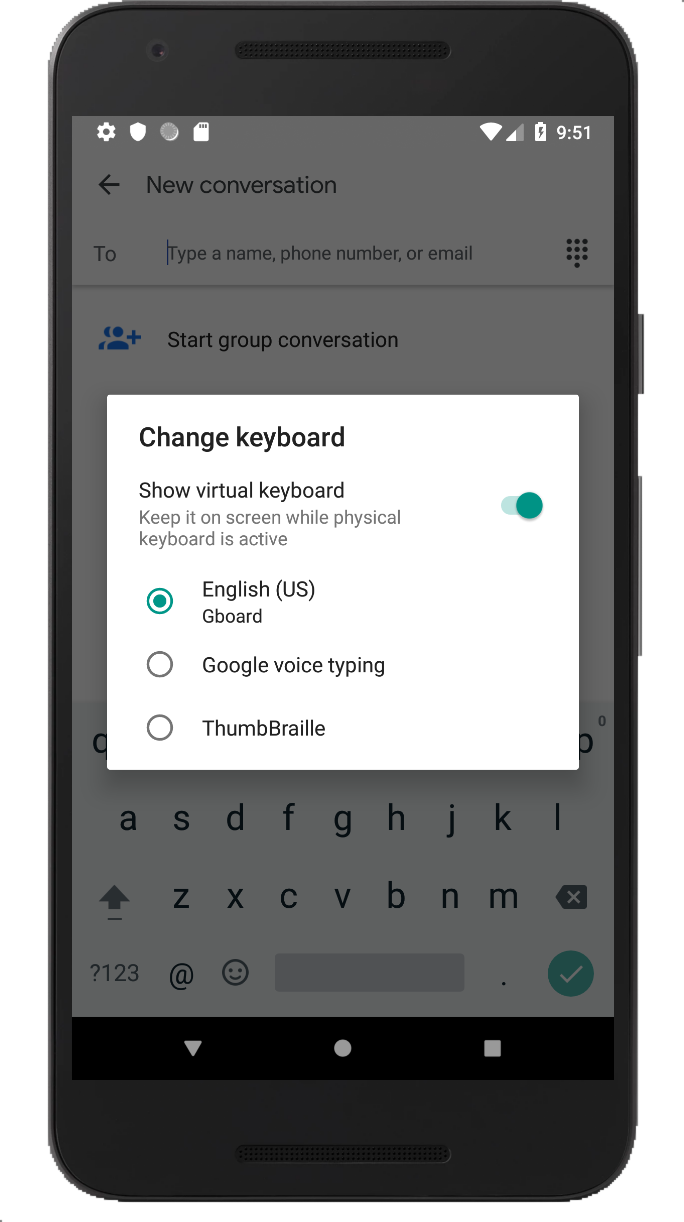 9:51
New conversation
To Type a name, phone number, or email
Start group conversation
Change keyboard
Show virtual keyboard
Keep it on screen while physical
keyboard is active
English (US)
Gboard
Google voice typing
ThumbBraille
q p 0
a s d f g h j k l
z x c v b n m
?123 @ .